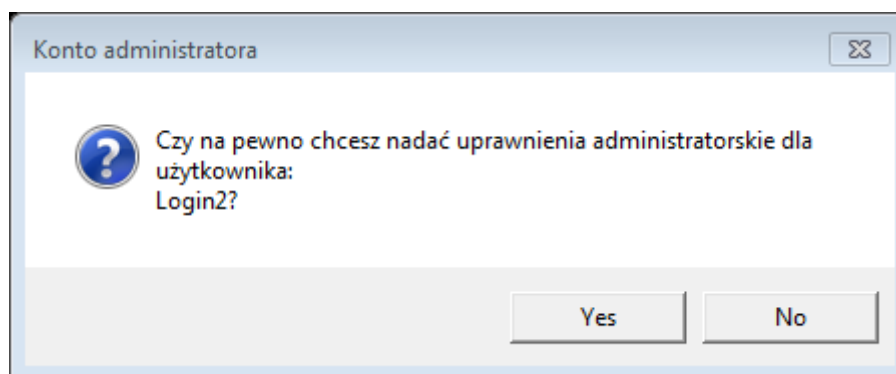 Konto administratora
Czy na pewno chcesz nadać uprawnienia administratorskie dla
użytkownika:
Login2?
Yes
No